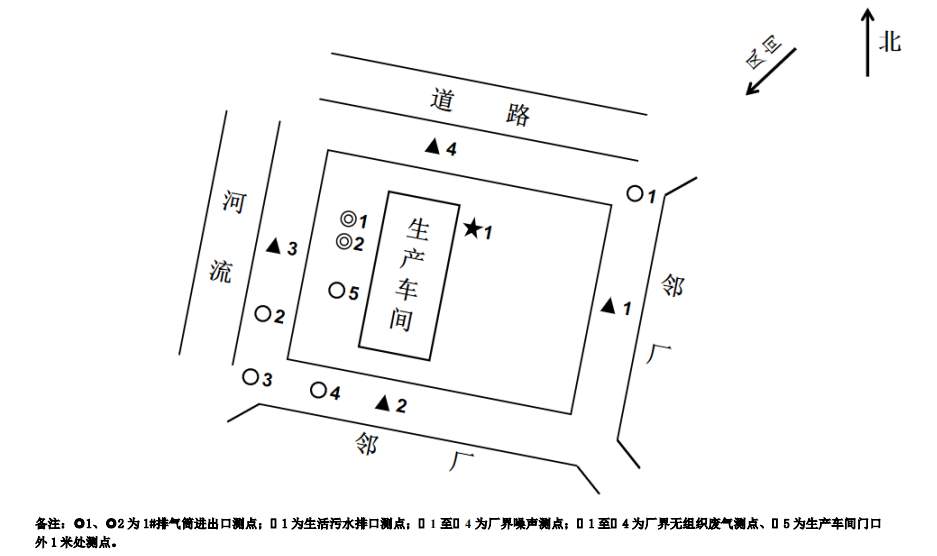 北
风向
道 路
▲ 4
○ 1
河
流
◎1
◎2
生
产
车
间
★1
▲ 3
○ 5
○ 2
▲ 1
邻
厂
○3
○4
▲ 2
邻 厂
备注：◎1、◎2 为 1#排气筒进出口测点；▯ 1 为生活污水排口测点；▯ 1 至▯ 4 为厂界噪声测点；▯ 1 至▯ 4 为厂界无组织废气测点、▯ 5 为生产车间门口
外 1 米处测点。